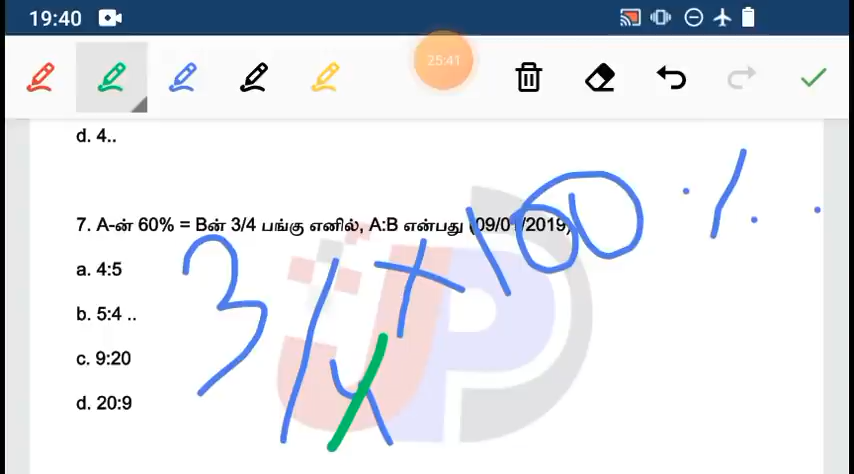 19:40
25:41
d. 4..
7. A-ன் 60% = Bன் 3/4 பங்கு எனில், A:B என்பது (09/01/2019)
3/4 × 100 %
a. 4:5
b. 5:4 ..
c. 9:20
d. 20:9